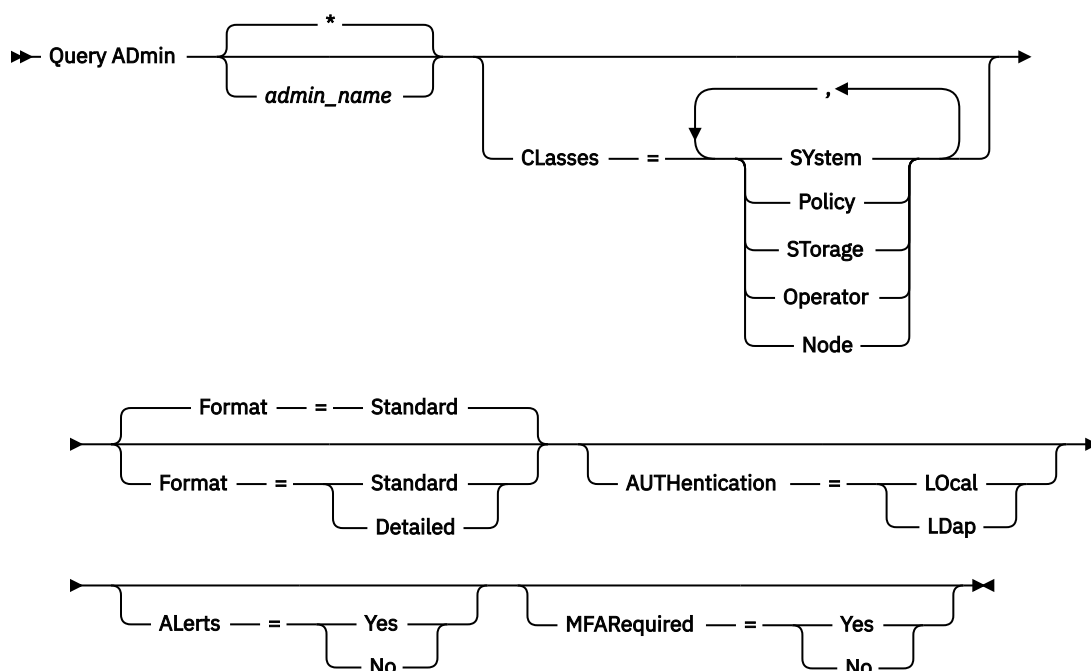 *
Query ADmin
admin_name
,
CLasses = SYstem
Policy
STorage
Operator
Node
Format = Standard
Format = Standard
Detailed
AUTHentication = LOcal
LDap
ALerts = Yes
No
MFARequired = Yes
No